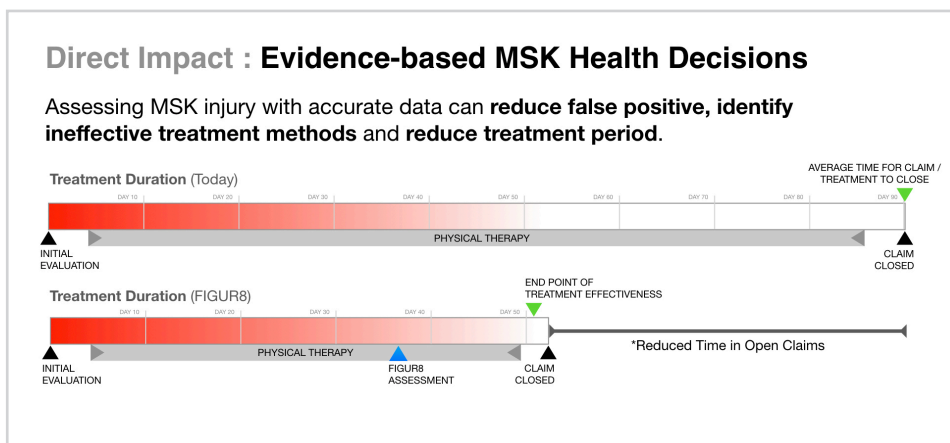 Direct Impact : Evidence-based MSK Health Decisions
Assessing MSK injury with accurate data can reduce false positive, identify
ineffective treatment methods and reduce treatment period.
AVERAGE TIME FOR CLAIM /
TREATMENT TO CLOSE
Treatment Duration (Today)
DAY 10 DAY 20 DAY 30 DAY 40 DAY 50 DAY 60 DAY 70 DAY 80 DAY 90
PHYSICAL THERAPY
INITIAL
EVALUATION
CLAIM
CLOSED
END POINT OF
TREATMENT EFFECTIVENESS
Treatment Duration (FIGUR8)
DAY 10 DAY 20 DAY 30 DAY 40 DAY 50
*Reduced Time in Open Claims
PHYSICAL THERAPY
INITIAL
EVALUATION
FIGUR8
ASSESSMENT
CLAIM
CLOSED